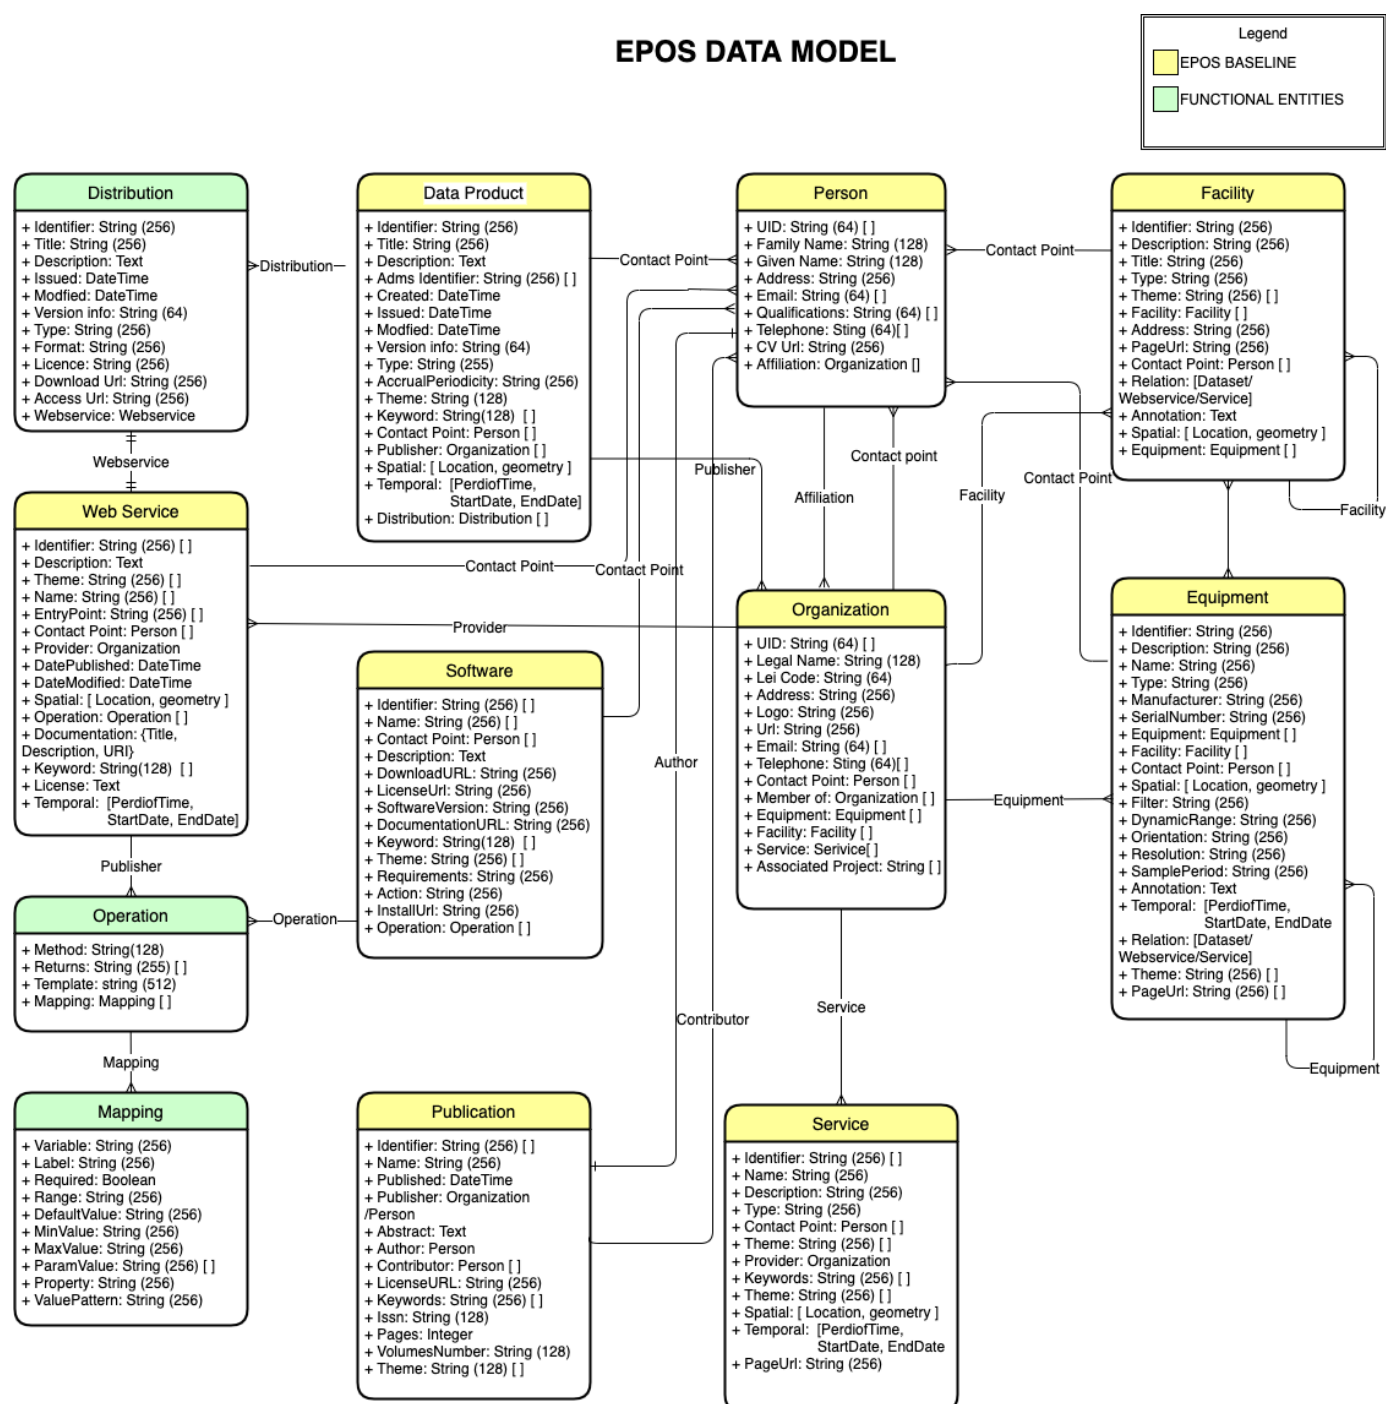 EPOS DATA MODEL
Legend
EPOS BASELINE
FUNCTIONAL ENTITIES
Distribution
+ Identifier: String (256)
+ Title: String (256)
+ Description: Text
+ Issued: DateTime
+ Modfied: DateTime
+ Version info: String (64)
+ Type: String (256)
+ Format: String (256)
+ Licence: String (256)
+ Download Url: String (256)
+ Access Url: String (256)
+ Webservice: Webservice
Distribution
Data Product
+ Identifier: String (256)
+ Title: String (256)
+ Description: Text
+ Adms Identifier: String (256) [ ]
+ Created: DateTime
+ Issued: DateTime
+ Modfied: DateTime
+ Version info: String (64)
+ Type: String (255)
+ AccrualPeriodicity: String (256)
+ Theme: String (128)
+ Keyword: String(128) [ ]
+ Contact Point: Person [ ]
+ Publisher: Organization [ ]
+ Spatial: [ Location, geometry ]
+ Temporal: [PerdiofTime,
StartDate, EndDate]
+ Distribution: Distribution [ ]
Contact Point
Person
+ UID: String (64) [ ]
+ Family Name: String (128)
+ Given Name: String (128)
+ Address: String (256)
+ Email: String (64) [ ]
+ Qualifications: String (64) [ ]
+ Telephone: Sting (64)[ ]
+ CV Url: String (256)
+ Affiliation: Organization []
Contact Point
Facility
+ Identifier: String (256)
+ Description: String (256)
+ Title: String (256)
+ Type: String (256)
+ Theme: String (256) [ ]
+ Facility: Facility [ ]
+ Address: String (256)
+ PageUrl: String (256)
+ Contact Point: Person [ ]
+ Relation: [Dataset/
Webservice/Service]
+ Annotation: Text
+ Spatial: [ Location, geometry ]
+ Equipment: Equipment [ ]
Webservice
Publisher
Affiliation
Contact point
Facility
Contact Point
Facility
Web Service
+ Identifier: String (256) [ ]
+ Description: Text
+ Theme: String (256) [ ]
+ Name: String (256) [ ]
+ EntryPoint: String (256) [ ]
+ Contact Point: Person [ ]
+ Provider: Organization
+ DatePublished: DateTime
+ DateModified: DateTime
+ Spatial: [ Location, geometry ]
+ Operation: Operation [ ]
+ Documentation: {Title,
Description, URI}
+ Keyword: String(128) [ ]
+ License: Text
+ Temporal: [PerdiofTime,
StartDate, EndDate]
Contact Point
Contact Point
Provider
Software
+ Identifier: String (256) [ ]
+ Name: String (256) [ ]
+ Contact Point: Person [ ]
+ Description: Text
+ DownloadURL: String (256)
+ LicenseUrl: String (256)
+ SoftwareVersion: String (256)
+ DocumentationURL: String (256)
+ Keyword: String(128) [ ]
+ Theme: String (256) [ ]
+ Requirements: String (256)
+ Action: String (256)
+ InstallUrl: String (256)
+ Operation: Operation [ ]
Author
Organization
+ UID: String (64) [ ]
+ Legal Name: String (128)
+ Lei Code: String (64)
+ Address: String (256)
+ Logo: String (256)
+ Url: String (256)
+ Email: String (64) [ ]
+ Telephone: Sting (64)[ ]
+ Contact Point: Person [ ]
+ Member of: Organization [ ]
+ Equipment: Equipment [ ]
+ Facility: Facility [ ]
+ Service: Serivice[ ]
+ Associated Project: String [ ]
Equipment
Equipment
+ Identifier: String (256)
+ Description: String (256)
+ Name: String (256)
+ Type: String (256)
+ Manufacturer: String (256)
+ SerialNumber: String (256)
+ Equipment: Equipment [ ]
+ Facility: Facility [ ]
+ Contact Point: Person [ ]
+ Spatial: [ Location, geometry ]
+ Filter: String (256)
+ DynamicRange: String (256)
+ Orientation: String (256)
+ Resolution: String (256)
+ SamplePeriod: String (256)
+ Annotation: Text
+ Temporal: [PerdiofTime,
StartDate, EndDate
+ Relation: [Dataset/
Webservice/Service]
+ Theme: String (256) [ ]
+ PageUrl: String (256) [ ]
Equipment
Publisher
Operation
+ Method: String(128)
+ Returns: String (255) [ ]
+ Template: string (512)
+ Mapping: Mapping [ ]
Operation
Contributor
Service
Mapping
Mapping
+ Variable: String (256)
+ Label: String (256)
+ Required: Boolean
+ Range: String (256)
+ DefaultValue: String (256)
+ MinValue: String (256)
+ MaxValue: String (256)
+ ParamValue: String (256) [ ]
+ Property: String (256)
+ ValuePattern: String (256)
Publication
+ Identifier: String (256) [ ]
+ Name: String (256)
+ Published: DateTime
+ Publisher: Organization
/Person
+ Abstract: Text
+ Author: Person
+ Contributor: Person [ ]
+ LicenseURL: String (256)
+ Keywords: String (256) [ ]
+ Issn: String (128)
+ Pages: Integer
+ VolumesNumber: String (128)
+ Theme: String (128) [ ]
Service
+ Identifier: String (256) [ ]
+ Name: String (256)
+ Description: String (256)
+ Type: String (256)
+ Contact Point: Person [ ]
+ Theme: String (256) [ ]
+ Provider: Organization
+ Keywords: String (256) [ ]
+ Theme: String (256) [ ]
+ Spatial: [ Location, geometry ]
+ Temporal: [PerdiofTime,
StartDate, EndDate
+ PageUrl: String (256)